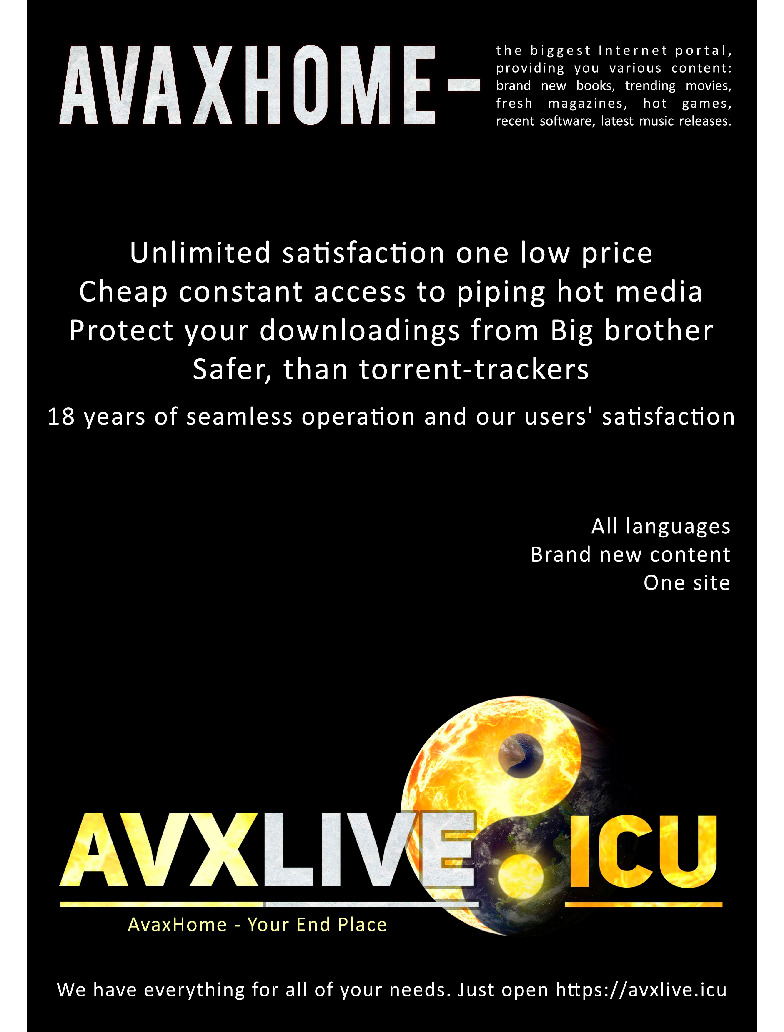 AVAXHOME-
the biggest Internet portal,
providing you various content:
brand new books, trending movies,
fresh magazines, hot games,
recent software, latest music releases.
Unlimited satisfaction one low price
Cheap constant access to piping hot media
Protect your downloadings from Big brother
Safer, than torrent-trackers
18 years of seamless operation and our users' satisfaction
All languages
Brand new content
One site
AVXLIVE.ICU
AvaxHome - Your End Place
We have everything for all of your needs. Just open https://avxlive.icu